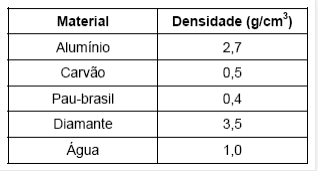 Material Densidade (g/cm³)
Alumínio 2,7
Carvão 0,5
Pau-brasil 0,4
Diamante 3,5
Água 1,0